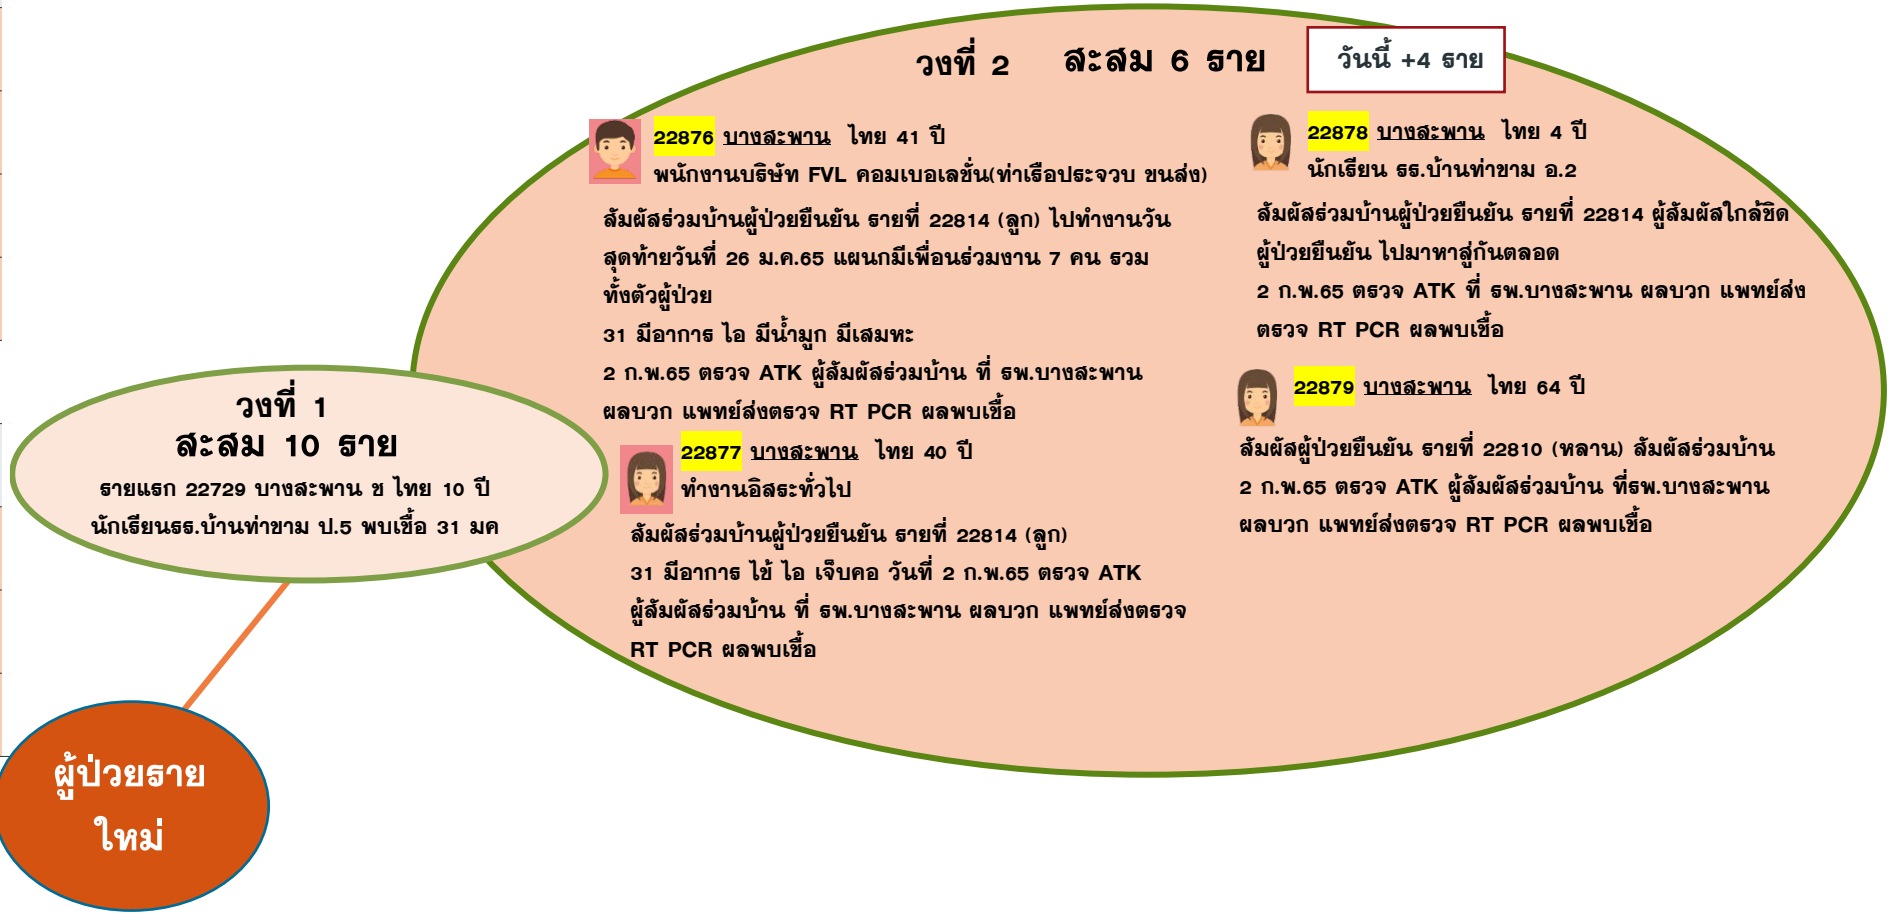 วงที่ 2 สะสม 6 ราย
วันนี้ +4 ราย
22876 บางสะพาน ไทย 41 ปี
พนักงานบริษัท FVL คอมเบอเลชั่น(ท่าเรือประจวบ ขนส่ง)
สัมผัสร่วมบ้านผู้ป่วยยืนยัน รายที่ 22814 (ลูก) ไปทำงานวัน
สุดท้ายวันที่ 26 ม.ค.65 แผนกมีเพื่อนร่วมงาน 7 คน รวม
ทั้งตัวผู้ป่วย
31 มีอาการ ไอ มีน้ำมูก มีเสมหะ
2 ก.พ.65 ตรวจ ATK ผู้สัมผัสร่วมบ้าน ที่ รพ.บางสะพาน
ผลบวก แพทย์ส่งตรวจ RT PCR ผลพบเชื้อ
22877 บางสะพาน ไทย 40 ปี
ทำงานอิสระทั่วไป
สัมผัสร่วมบ้านผู้ป่วยยืนยัน รายที่ 22814 (ลูก)
31 มีอาการ ไข้ ไอ เจ็บคอ วันที่ 2 ก.พ.65 ตรวจ ATK
ผู้สัมผัสร่วมบ้าน ที่ รพ.บางสะพาน ผลบวก แพทย์ส่งตรวจ
RT PCR ผลพบเชื้อ
22878 บางสะพาน ไทย 4 ปี
นักเรียน รร.บ้านท่าขาม อ.2
สัมผัสร่วมบ้านผู้ป่วยยืนยัน รายที่ 22814 ผู้สัมผัสใกล้ชิด
ผู้ป่วยยืนยัน ไปมาหาสู่กันตลอด
2 ก.พ.65 ตรวจ ATK ที่ รพ.บางสะพาน ผลบวก แพทย์ส่ง
ตรวจ RT PCR ผลพบเชื้อ
22879 บางสะพาน ไทย 64 ปี
สัมผัสผู้ป่วยยืนยัน รายที่ 22810 (หลาน) สัมผัสร่วมบ้าน
2 ก.พ.65 ตรวจ ATK ผู้สัมผัสร่วมบ้าน ที่รพ.บางสะพาน
ผลบวก แพทย์ส่งตรวจ RT PCR ผลพบเชื้อ
วงที่ 1
สะสม 10 ราย
รายแรก 22729 บางสะพาน ช ไทย 10 ปี
นักเรียนรร.บ้านท่าขาม ป.5 พบเชื้อ 31 มค
ผู้ป่วยราย
ใหม่